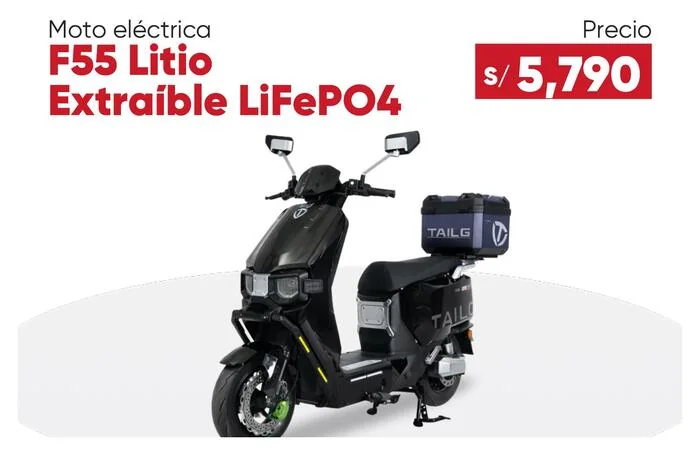 Moto eléctrica
F55 Litio
Extraíble LiFePO4
Precio
S/ 5,790
TAILG
TAILG